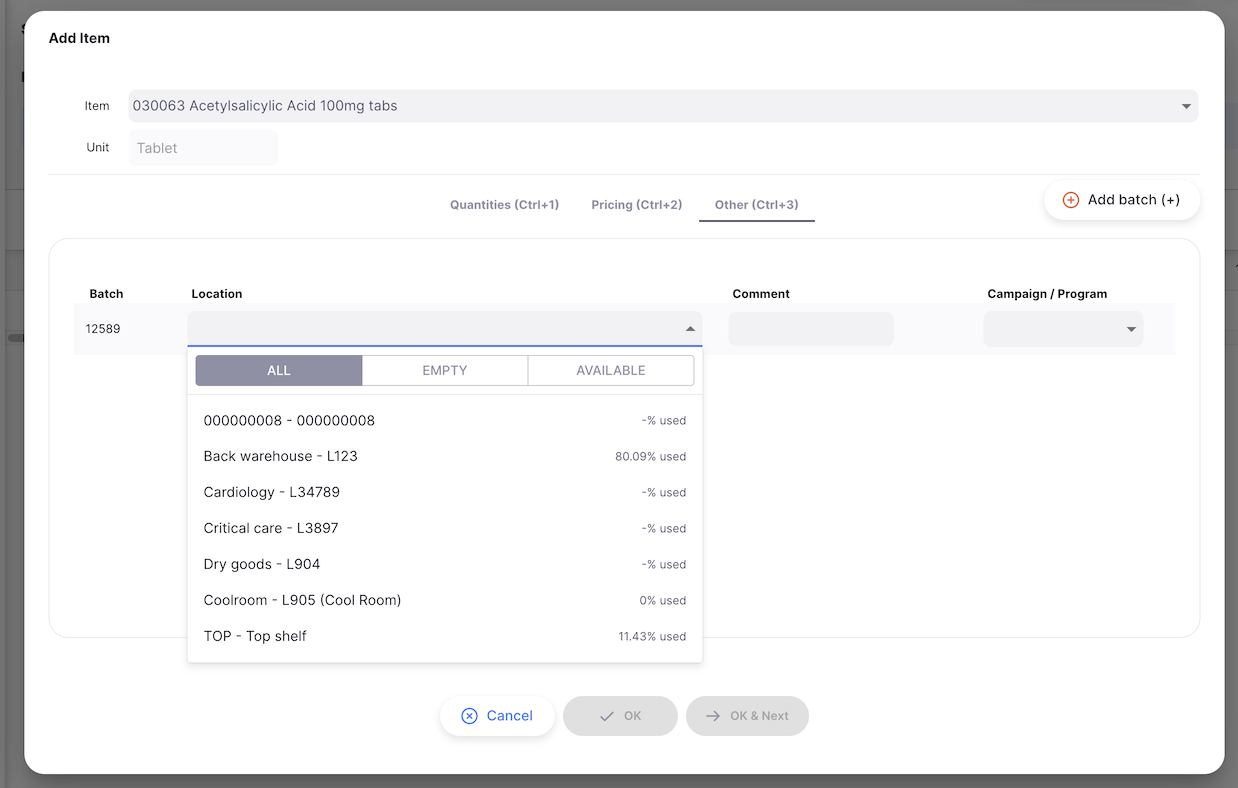 Add Item
Item 030063 Acetylsalicylic Acid 100mg tabs
Unit Tablet
Quantities (Ctrl+1) Pricing (Ctrl+2) Other (Ctrl+3) Add batch (+)
Batch Location Comment Campaign / Program
12589
ALL EMPTY AVAILABLE
000000008 - 000000008 -% used
Back warehouse - L123 80.09% used
Cardiology - L34789 -% used
Critical care - L3897 -% used
Dry goods - L904 -% used
Coolroom - L905 (Cool Room) 0% used
TOP - Top shelf 11.43% used
Cancel OK OK & Next